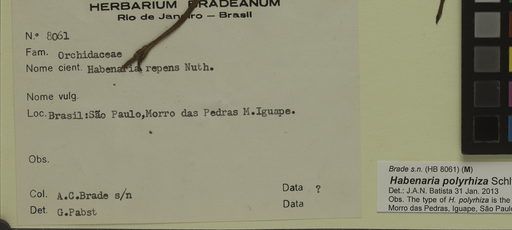 HERBARIUM BRADEANUM
Rio de Janeiro – Brasil
N.º 8061
Fam. Orchidaceae
Nome cient. Habenaria repens Nuth.
Nome vulg.
Loc. Brasil:São Paulo,Morro das Pedras M.Iguape.
Obs.
Col. A.C.Brade s/n Data ?
Det. G.Pabst Data
Brade s.n. (HB 8061) (M)
Habenaria polyrhiza Schl
Det.: J.A.N. Batista 31 Jan. 2013
Obs. The type of H. polyrhiza is the
Morro das Pedras, Iguape, São Paulo